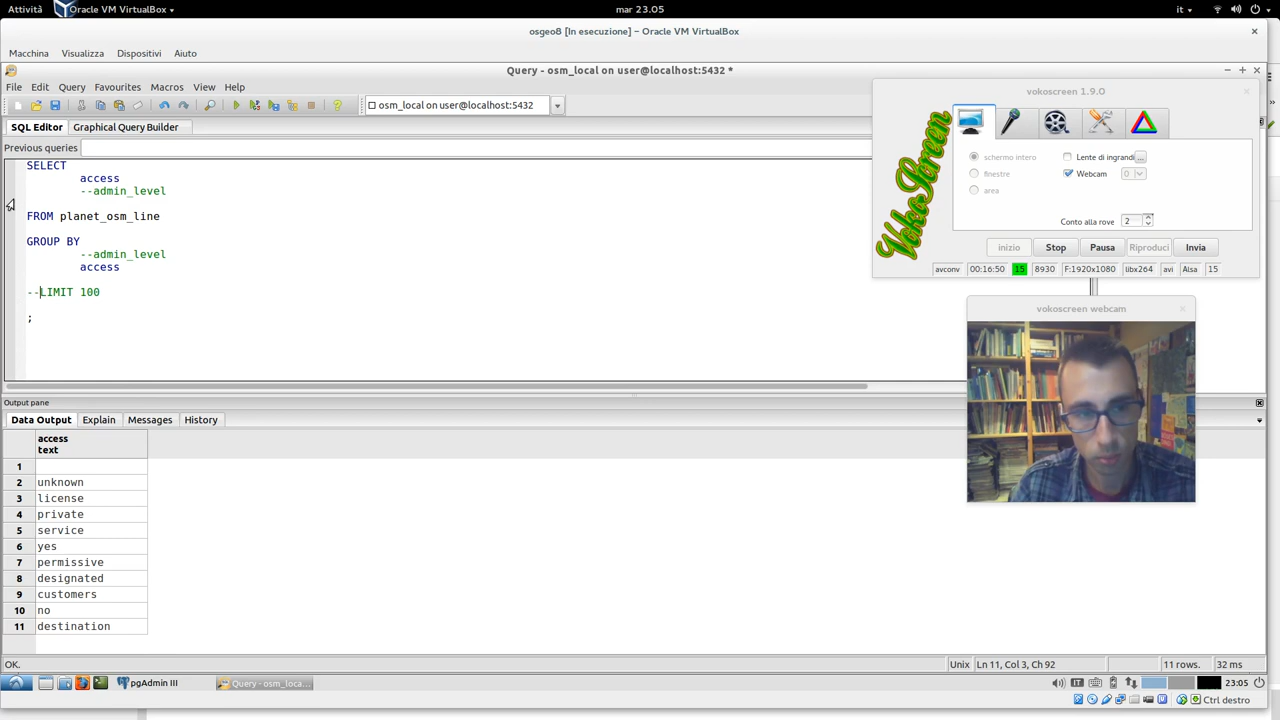 Attività Oracle VM VirtualBox mar 23.05 it
osgeo8 [In esecuzione] – Oracle VM VirtualBox
Macchina Visualizza Dispositivi Aiuto
Query - osm_local on user@localhost:5432 *
File Edit Query Favourites Macros View Help
osm_local on user@localhost:5432
SQL Editor Graphical Query Builder
Previous queries
SELECT
access
--admin_level
FROM planet_osm_line
GROUP BY
--admin_level
access
--LIMIT 100
;
vokoscreen 1.9.0
VokoScreen
schermo intero
finestre
area
Lente di ingrandi ...
Webcam 0
Conto alla rove 2
inizio Stop Pausa Riproduci Invia
avconv 00:16:50 15 8930 F:1920x1080 libx264 avi Alsa 15
vokoscreen webcam
Output pane
Data Output Explain Messages History
access
text
1
2 unknown
3 license
4 private
5 service
6 yes
7 permissive
8 designated
9 customers
10 no
11 destination
OK. Unix Ln 11, Col 3, Ch 92 11 rows. 32 ms
pgAdmin III Query - osm_loca... IT 23:05
Ctrl destro